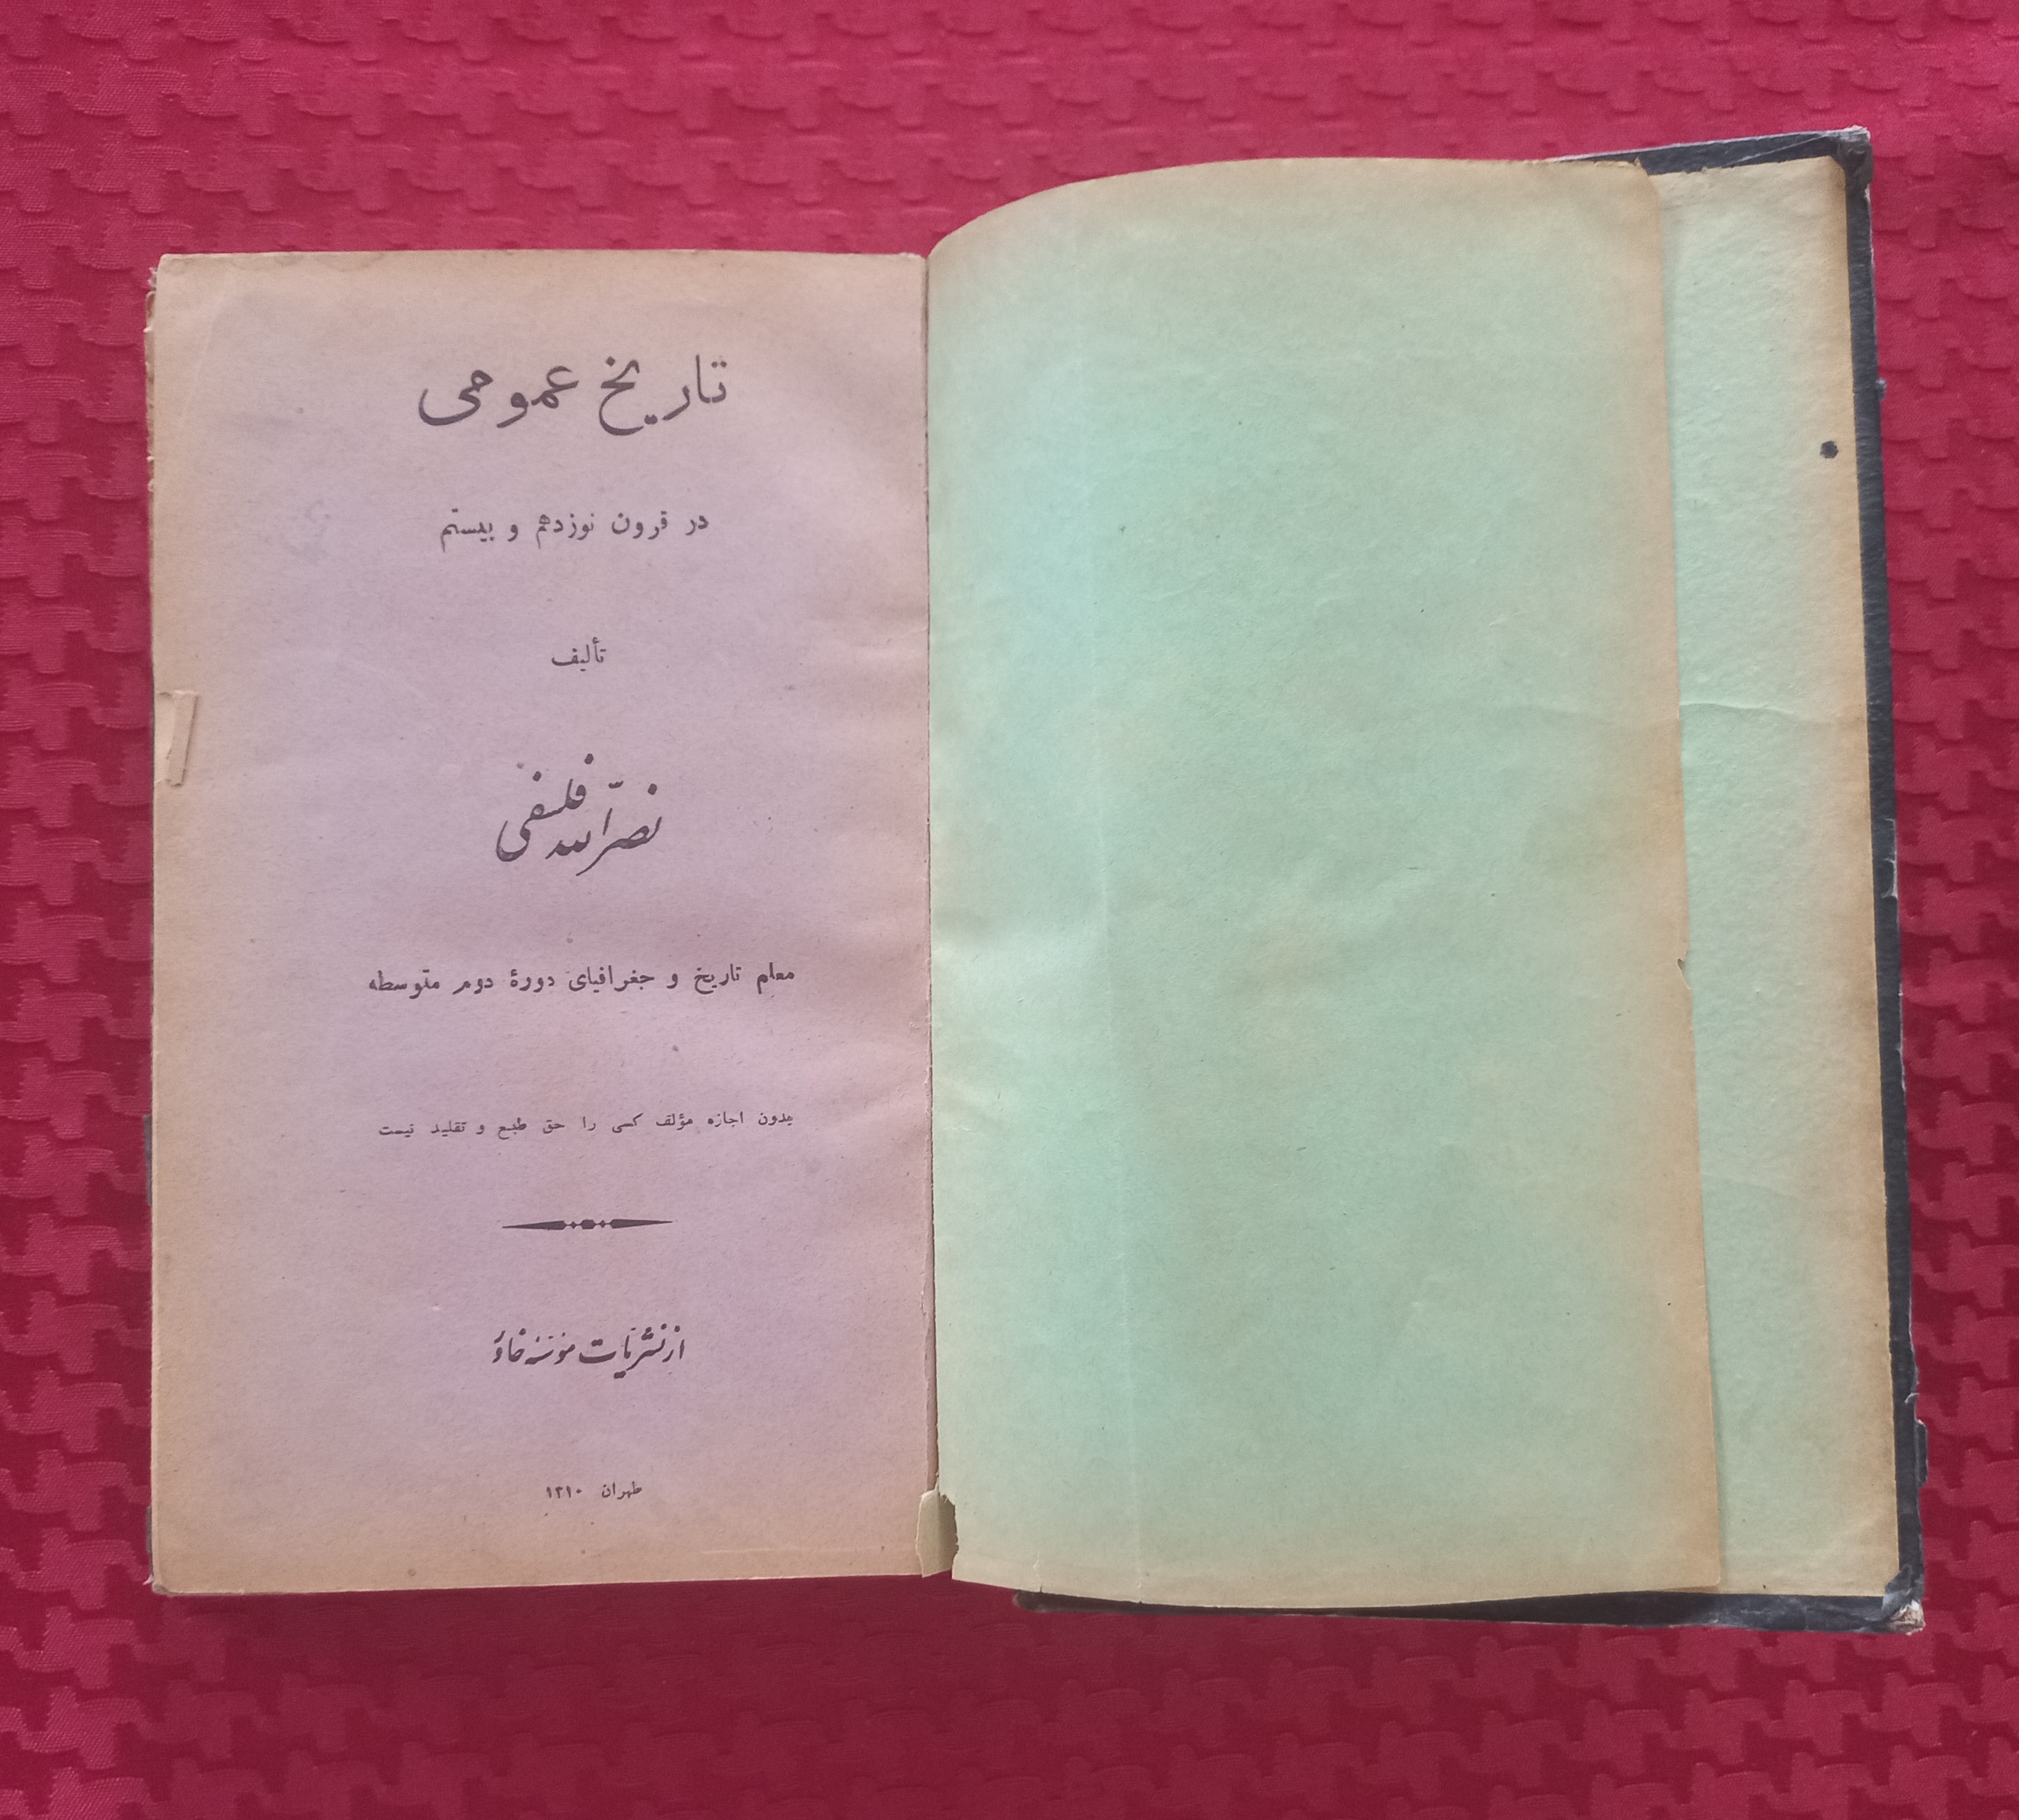 تاریخ عمومی
در قرون نوزدهم و بیستم
تألیف
نصرالله فلسفی
معلم تاریخ و جغرافیای دورهٔ دوم متوسطه
بدون اجازه مؤلف کسی را حق طبع و تقلید نیست
از نشریات مؤسسه خاور
طهران ۱۳۱۰